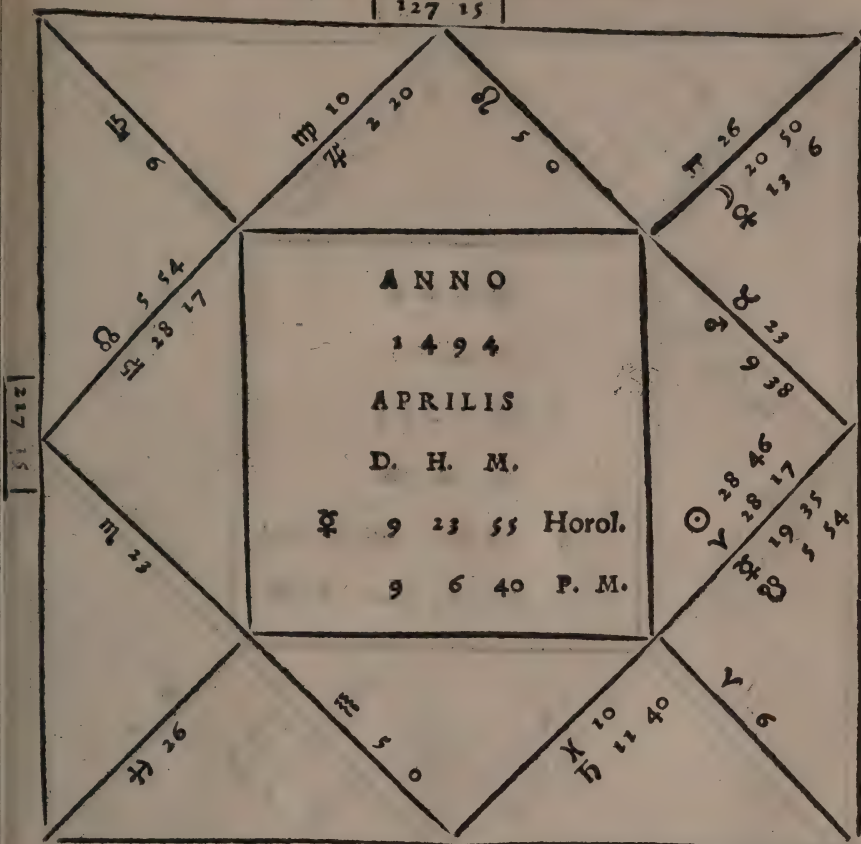 127 15
♍ 10
♃ 2 20
♌ 5 0
♎ 6
♊ 26
☽ 20 50
♀ 13 6
☊ 5 54
♎ 28 17
♉ 23
♂ 9 38
ANNO
1494
APRILIS
D. H. M.
☿ 9 23 55 Horol.
9 6 40 P. M.
217 15
☉ 28 46
♈ 28 17
☿ 19 35
☋ 5 54
♏ 23
♐ 26
♒ 5 0
♓ 10
♄ 11 40
♈ 6